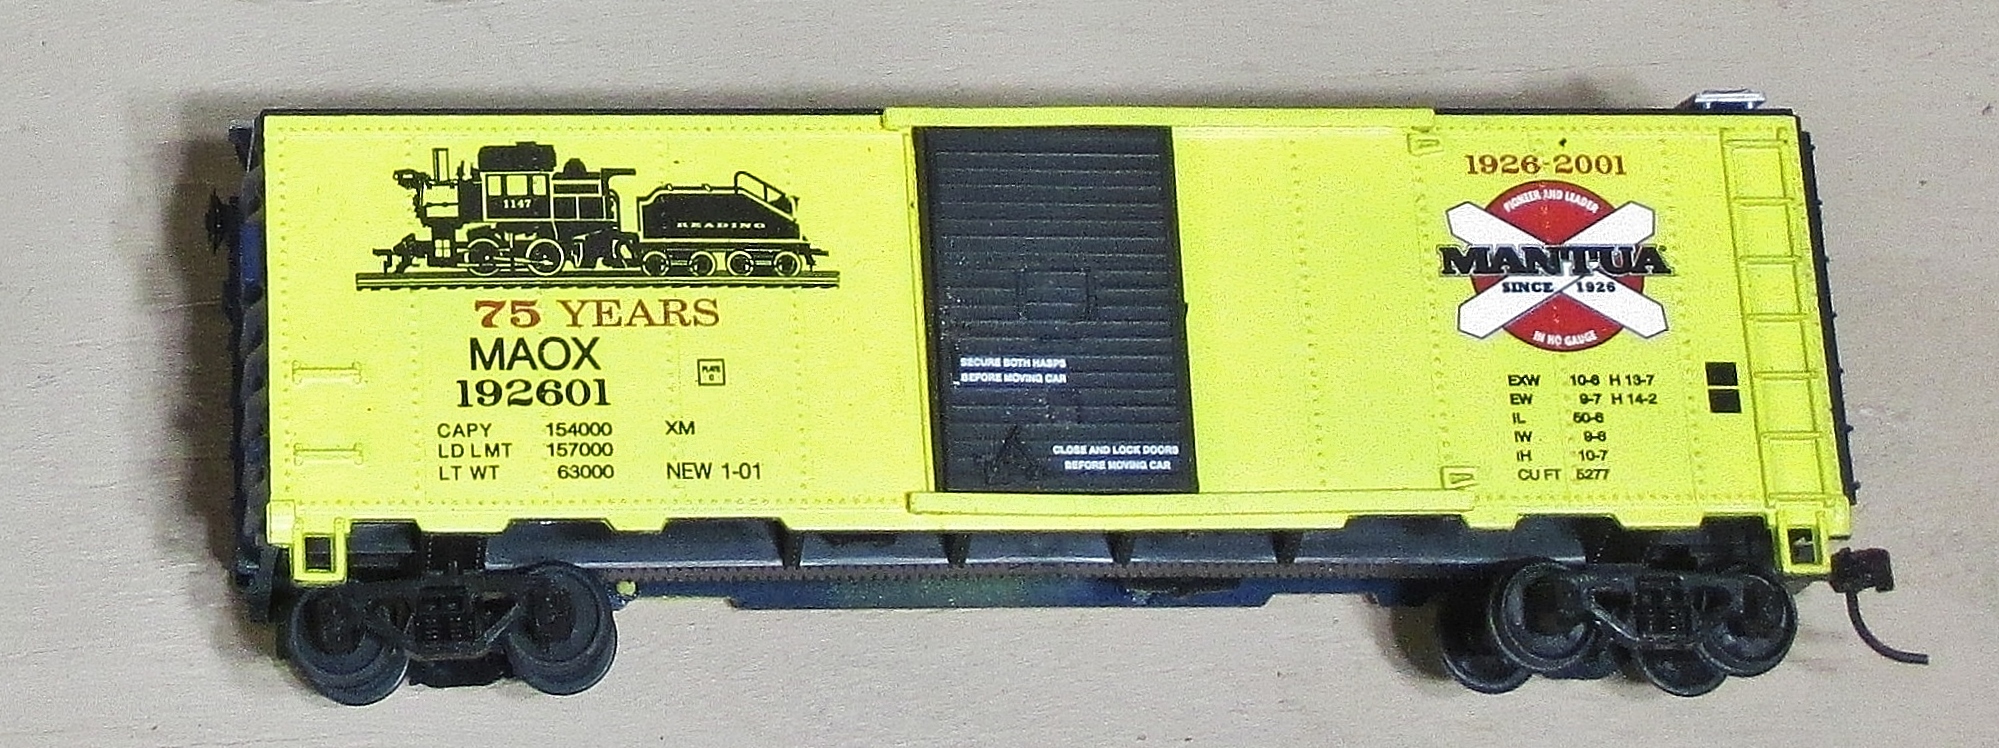 1147
READING
75 YEARS
MAOX
192601
PLATE
C
CAPY 154000 XM
LD LMT 157000
LT WT 63000 NEW 1-01
SECURE BOTH HASPS
BEFORE MOVING CAR
CLOSE AND LOCK DOORS
BEFORE MOVING CAR
1926-2001
PIONEER AND LEADER
MANTUA
SINCE 1926
IN HO GAUGE
EXW 10-8 H 13-7
EW 9-7 H 14-2
IL 50-6
IW 9-6
IH 10-7
CU FT 5277